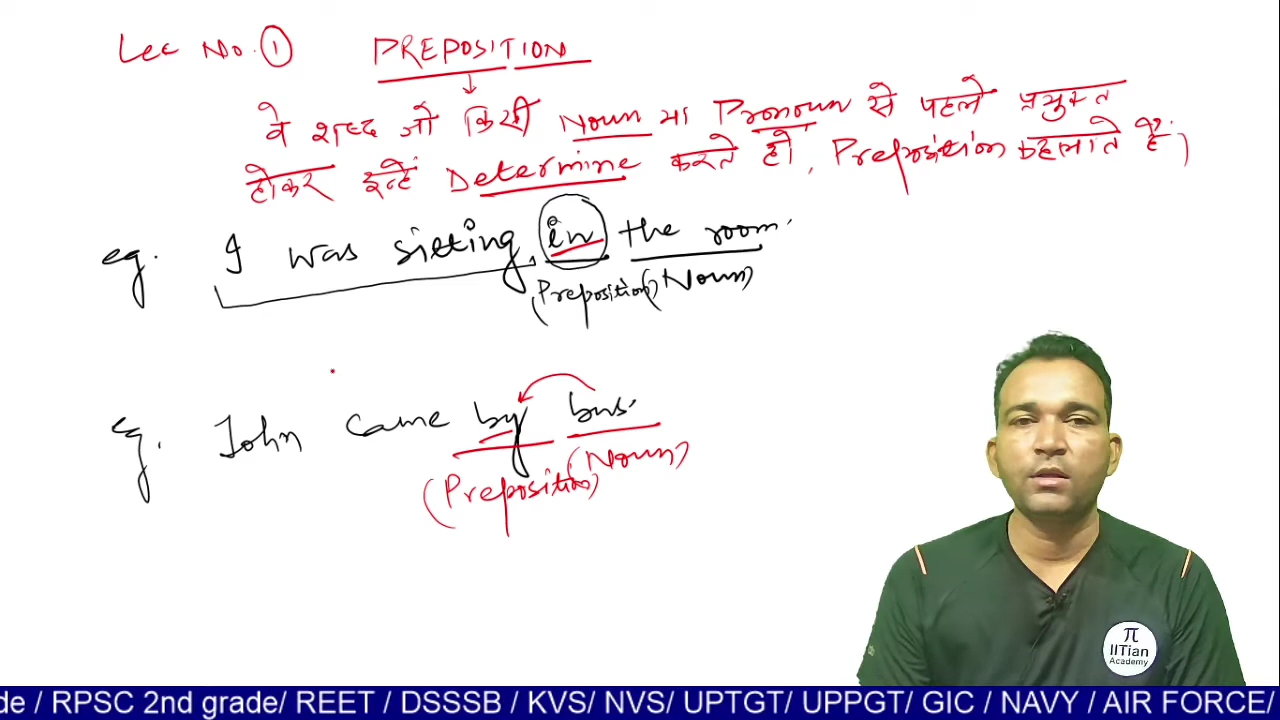 Lec No. 1 PREPOSITION
वे शब्द जो किसी Noun या Pronoun से पहले प्रयुक्त
होकर इन्हें Determine करते हों, Preposition कहलाते हैं।
eg. I was sitting in the room.
(Preposition) (Noun)
eg. John came by bus.
(Preposition) (Noun)
π
IITian
Academy
de / RPSC 2nd grade/ REET / DSSSB / KVS/ NVS/ UPTGT/ UPPGT/ GIC / NAVY / AIR FORCE/